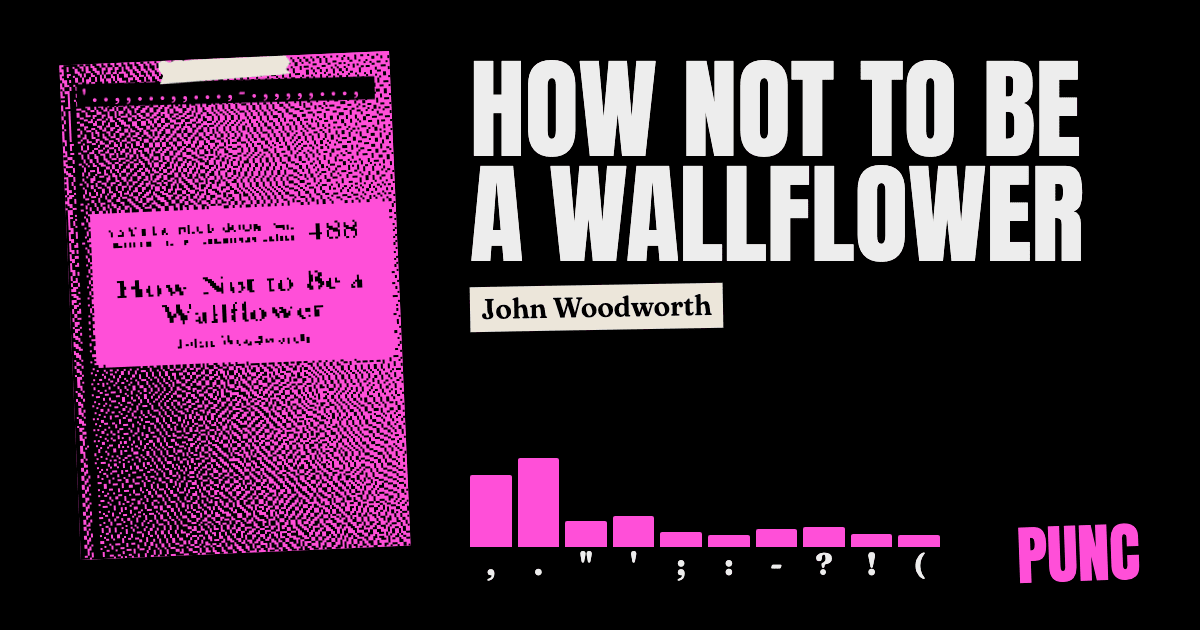 488
How Not to Be a
Wallflower
John Woodworth
HOW NOT TO BE
A WALLFLOWER
John Woodworth
, . " ' ; : - ? ! (
PUNC